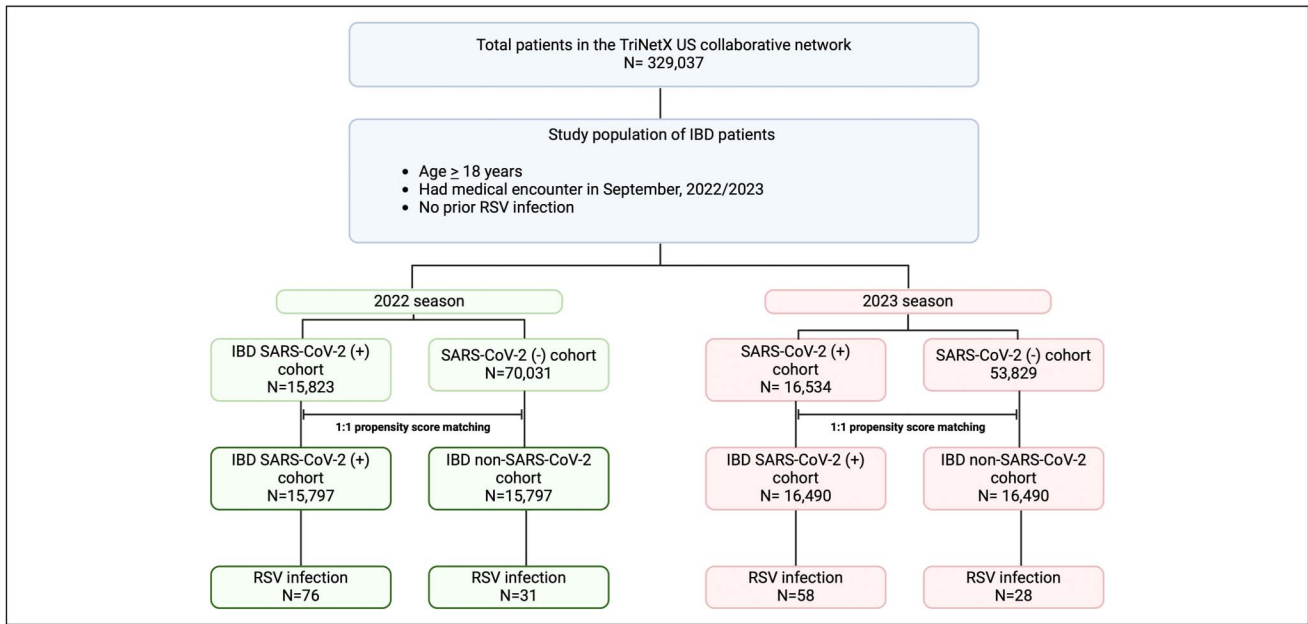 Total patients in the TriNetX US collaborative network
N= 329,037
Study population of IBD patients
• Age ≥ 18 years
• Had medical encounter in September, 2022/2023
• No prior RSV infection
2022 season
2023 season
IBD SARS-CoV-2 (+)
cohort
N=15,823
SARS-CoV-2 (-) cohort
N=70,031
SARS-CoV-2 (+)
cohort
N= 16,534
SARS-CoV-2 (-) cohort
53,829
1:1 propensity score matching
1:1 propensity score matching
IBD SARS-CoV-2 (+)
cohort
N=15,797
IBD non-SARS-CoV-2
cohort
N=15,797
IBD SARS-CoV-2 (+)
cohort
N= 16,490
IBD non-SARS-CoV-2
cohort
N= 16,490
RSV infection
N=76
RSV infection
N=31
RSV infection
N=58
RSV infection
N=28